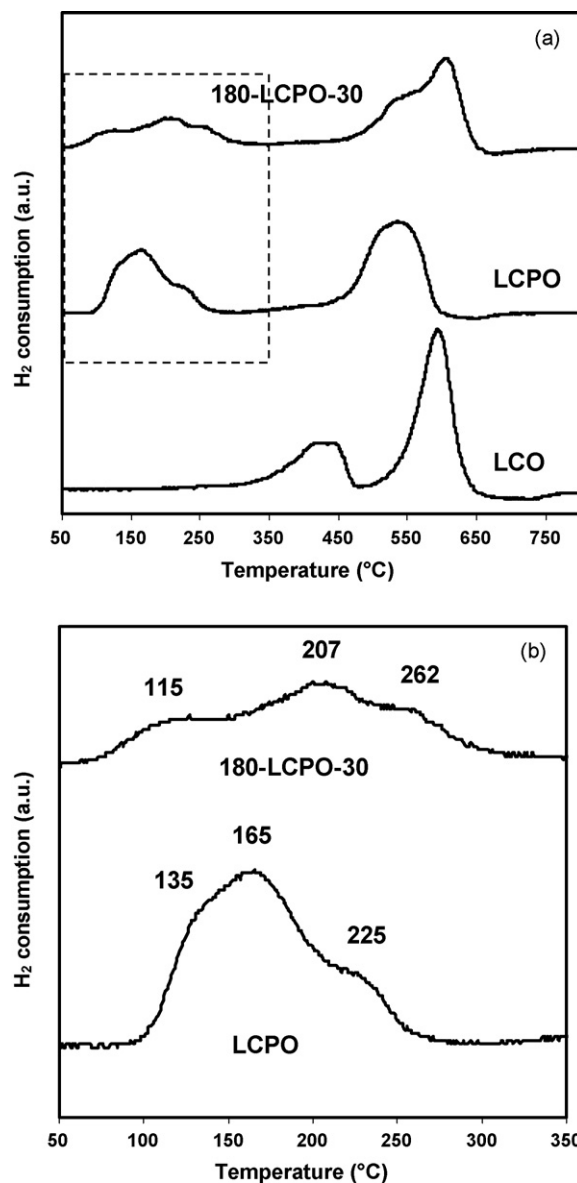 (a)
180-LCPO-30
LCPO
LCO
H₂ consumption (a.u.)
50 150 250 350 450 550 650 750
Temperature (°C)
(b)
207
115
262
180-LCPO-30
165
135
225
LCPO
H₂ consumption (a.u.)
50 100 150 200 250 300 350
Temperature (°C)